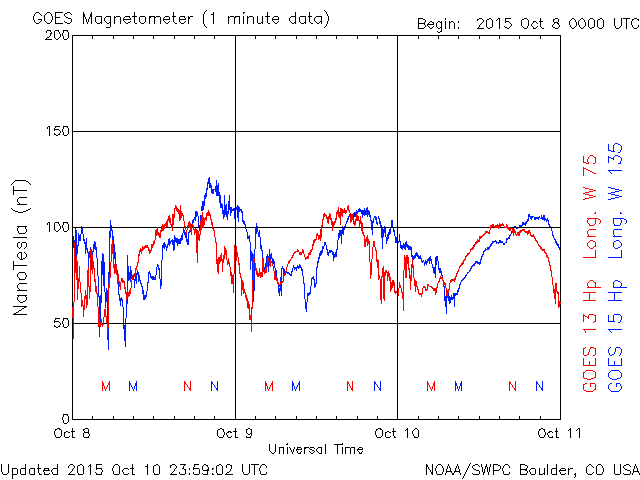 GOES Magnetometer (1 minute data)
Begin: 2015 Oct 8 0000 UTC
200
150
100
50
0
NanoTesla (nT)
M M N N M M N N M M N N
Oct 8 Oct 9 Oct 10 Oct 11
Universal Time
GOES 13 Hp Long. W 75
GOES 15 Hp Long. W 135
Updated 2015 Oct 10 23:59:02 UTC
NOAA/SWPC Boulder, CO USA